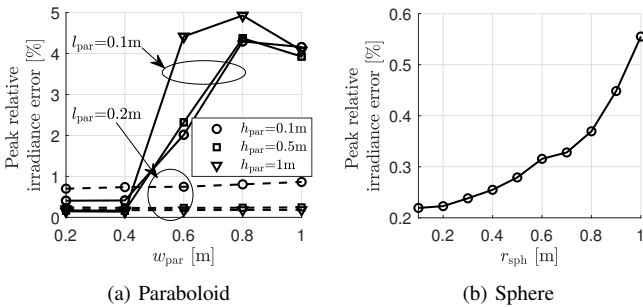 Peak relative
irradiance error [%]
5
4
3
2
1
0
l_par=0.1m
l_par=0.2m
h_par=0.1m
h_par=0.5m
h_par=1m
0.2 0.4 0.6 0.8 1
w_par [m]
(a) Paraboloid
Peak relative
irradiance error [%]
0.6
0.5
0.4
0.3
0.2
0.2 0.4 0.6 0.8 1
r_sph [m]
(b) Sphere